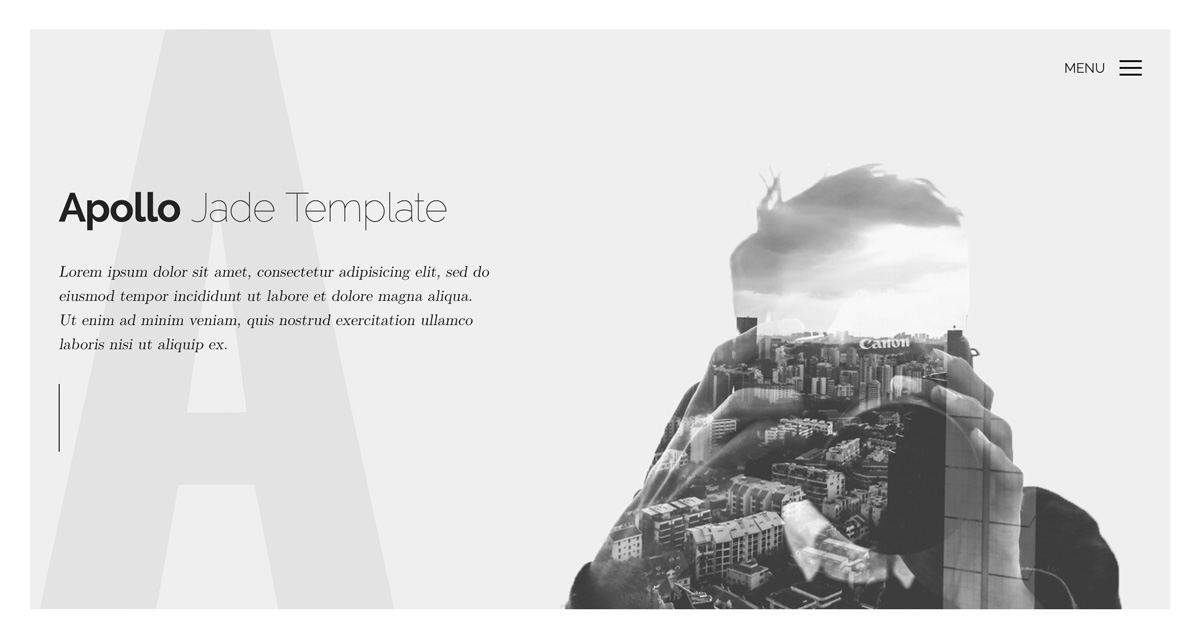 MENU
A
Apollo Jade Template
Lorem ipsum dolor sit amet, consectetur adipisicing elit, sed do
eiusmod tempor incididunt ut labore et dolore magna aliqua.
Ut enim ad minim veniam, quis nostrud exercitation ullamco
laboris nisi ut aliquip ex.
Canon